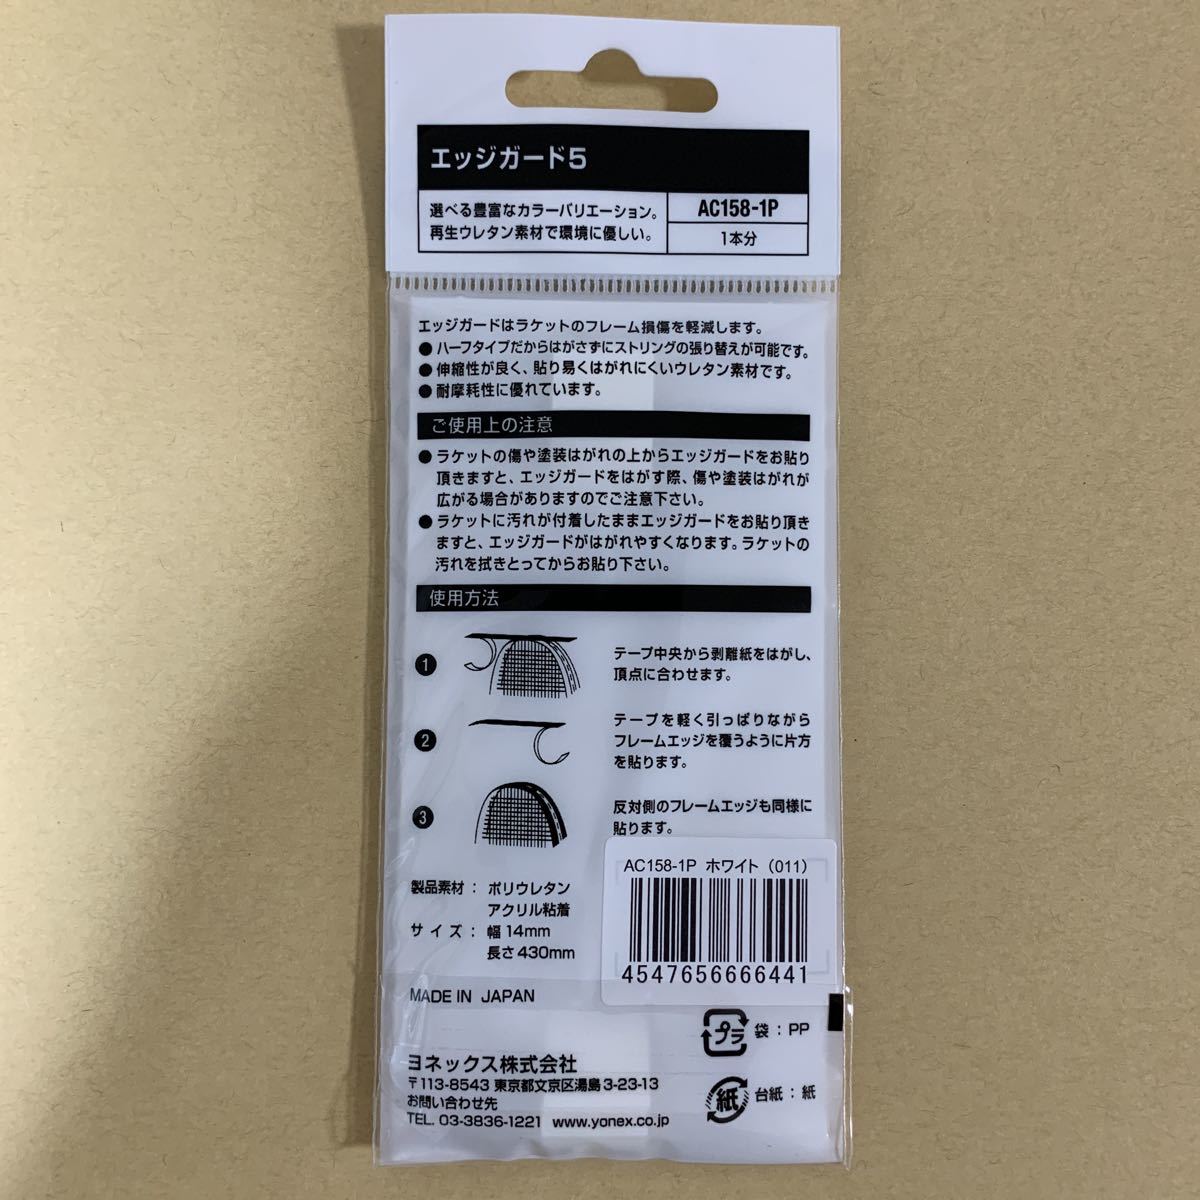 エッジガード5
選べる豊富なカラーバリエーション。
再生ウレタン素材で環境に優しい。
AC158-1P
1本分
エッジガードはラケットのフレーム損傷を軽減します。
● ハーフタイプだからはがさずにストリングの張り替えが可能です。
● 伸縮性が良く、貼り易くはがれにくいウレタン素材です。
● 耐摩耗性に優れています。
ご使用上の注意
● ラケットの傷や塗装はがれの上からエッジガードをお貼り
頂きますと、エッジガードをはがす際、傷や塗装はがれが
広がる場合がありますのでご注意下さい。
● ラケットに汚れが付着したままエッジガードをお貼り頂き
ますと、エッジガードがはがれやすくなります。ラケットの
汚れを拭きとってからお貼り下さい。
使用方法
1
テープ中央から剥離紙をはがし、
頂点に合わせます。
2
テープを軽く引っぱりながら
フレームエッジを覆うように片方
を貼ります。
3
反対側のフレームエッジも同様に
貼ります。
製品素材：ポリウレタン
アクリル粘着
サイズ：幅14mm
長さ430mm
AC158-1P ホワイト（011）
4547656666441
MADE IN JAPAN
プラ
袋：PP
ヨネックス株式会社
〒113-8543 東京都文京区湯島3-23-13
お問い合わせ先
TEL. 03-3836-1221 www.yonex.co.jp
紙
台紙：紙